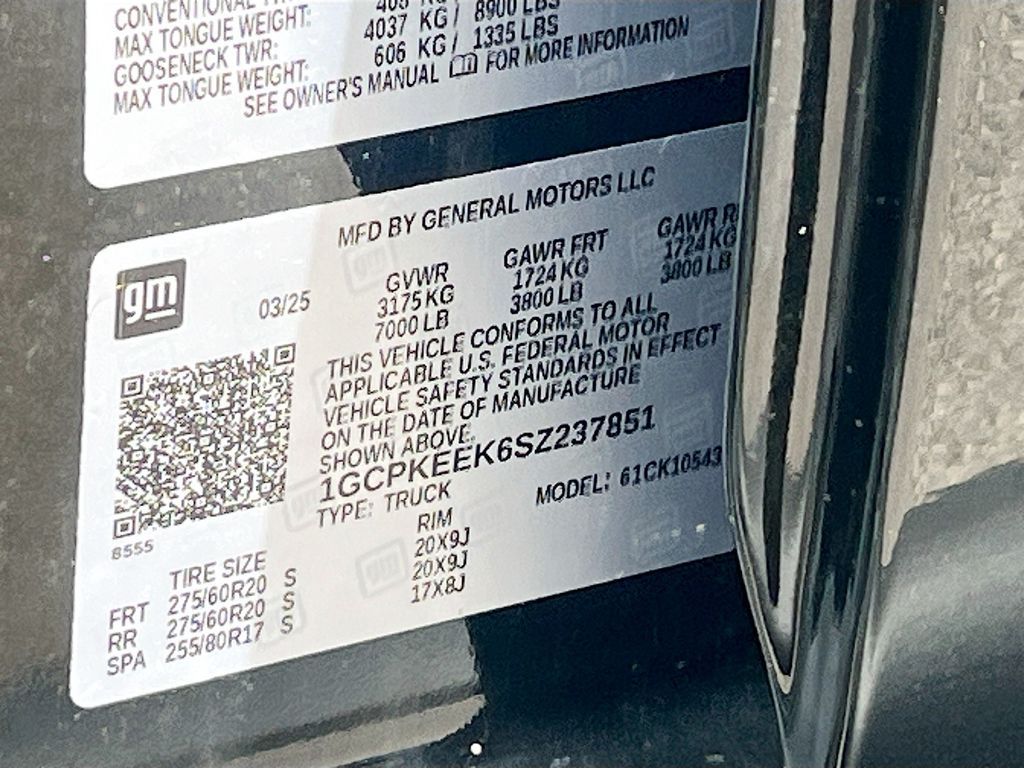 CONVENTIONAL
MAX TONGUE WEIGHT: 4037 KG/ 8900 LBS
GOOSENECK TWR: 606 KG/ 1335 LBS
MAX TONGUE WEIGHT:
SEE OWNER'S MANUAL FOR MORE INFORMATION
MFD BY GENERAL MOTORS LLC
gm
03/25
GVWR GAWR FRT GAWR R
3175 KG 1724 KG 1724 KG
7000 LB 3800 LB 3800 LB
THIS VEHICLE CONFORMS TO ALL
APPLICABLE U.S. FEDERAL MOTOR
VEHICLE SAFETY STANDARDS IN EFFECT
ON THE DATE OF MANUFACTURE
SHOWN ABOVE.
1GCPKEEK6SZ237851
TYPE: TRUCK MODEL: 61CK10543
8555
TIRE SIZE RIM
FRT 275/60R20 S 20X9J
RR 275/60R20 S 20X9J
SPA 255/80R17 S 17X8J